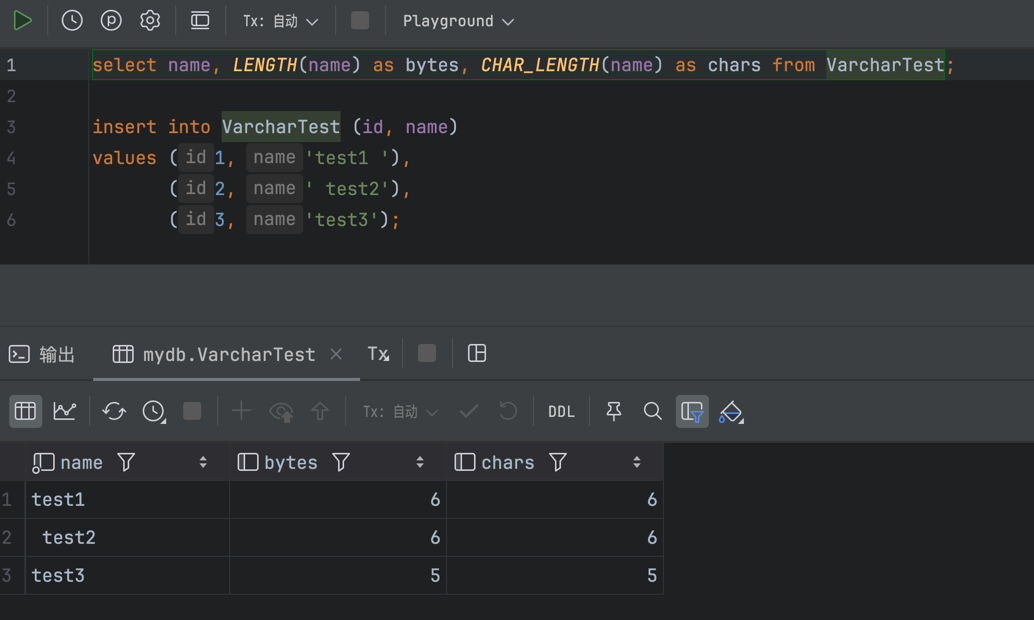 Tx: 自动 Playground
1 select name, LENGTH(name) as bytes, CHAR_LENGTH(name) as chars from VarcharTest;
2
3 insert into VarcharTest (id, name)
4 values (id 1, name 'test1 '),
5 (id 2, name ' test2'),
6 (id 3, name 'test3');
输出 mydb.VarcharTest Tx
Tx: 自动 DDL
name bytes chars
1 test1 6 6
2 test2 6 6
3 test3 5 5